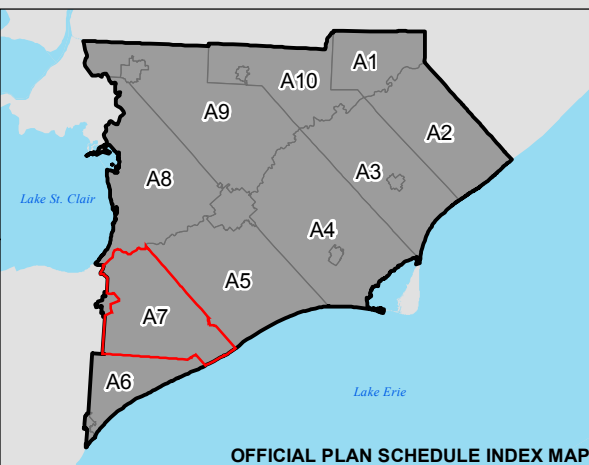 A1
A10
A9
A2
A3
A8
Lake St. Clair
A4
A5
A7
A6
Lake Erie
OFFICIAL PLAN SCHEDULE INDEX MAP